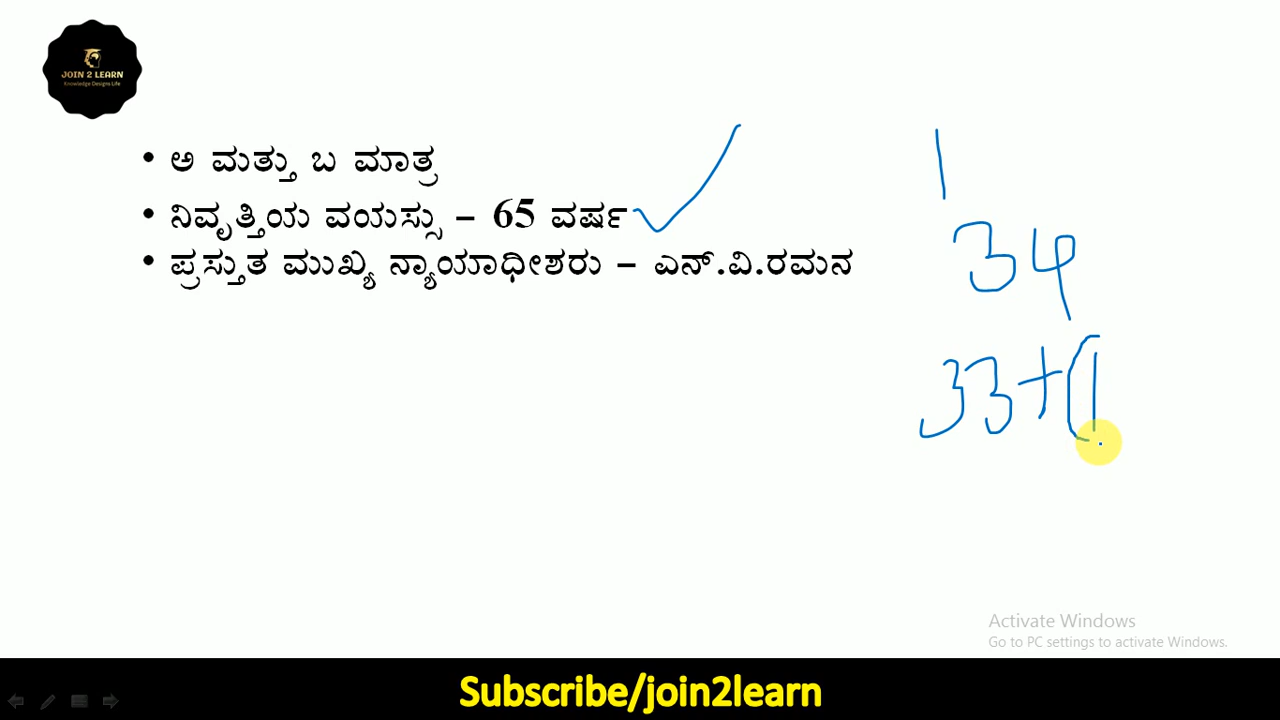 JOIN 2 LEARN
Knowledge Designs Life
• ಅ ಮತ್ತು ಬ ಮಾತ್ರ
• ನಿವೃತ್ತಿಯ ವಯಸ್ಸು – 65 ವರ್ಷ
• ಪ್ರಸ್ತುತ ಮುಖ್ಯ ನ್ಯಾಯಾಧೀಶರು – ಎನ್.ವಿ.ರಮನ
1
34
33+1
Activate Windows
Go to PC settings to activate Windows.
Subscribe/join2learn